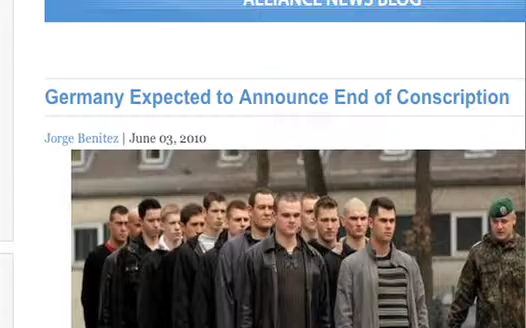 ALLIANCE NEWS BLOG
Germany Expected to Announce End of Conscription
Jorge Benitez | June 03, 2010